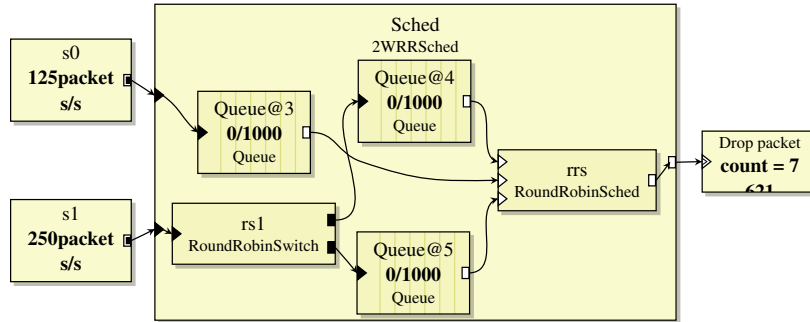 Sched
2WRRSched
s0
125packet
s/s
Queue@3
0/1000
Queue
Queue@4
0/1000
Queue
rrs
RoundRobinSched
Drop packet
count = 7
621
s1
250packet
s/s
rs1
RoundRobinSwitch
Queue@5
0/1000
Queue